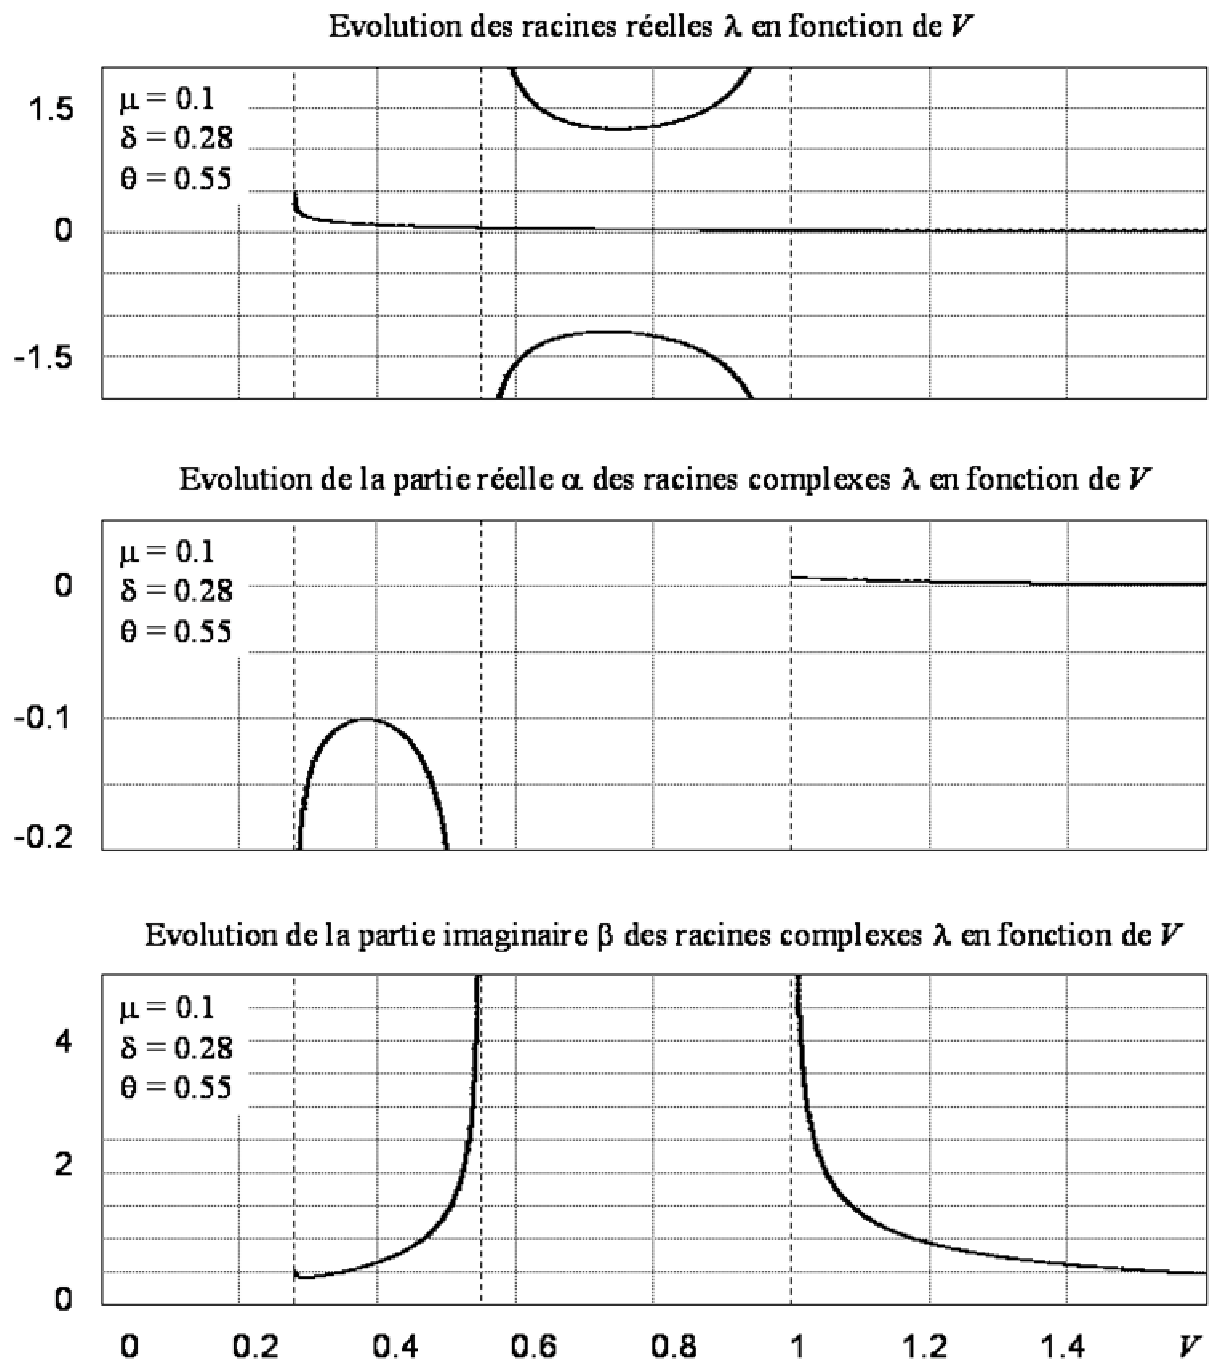 Evolution des racines réelles λ en fonction de V
μ = 0.1
δ = 0.28
θ = 0.55
1.5
0
-1.5
Evolution de la partie réelle α des racines complexes λ en fonction de V
μ = 0.1
δ = 0.28
θ = 0.55
0
-0.1
-0.2
Evolution de la partie imaginaire β des racines complexes λ en fonction de V
μ = 0.1
δ = 0.28
θ = 0.55
4
2
0
0 0.2 0.4 0.6 0.8 1 1.2 1.4 V